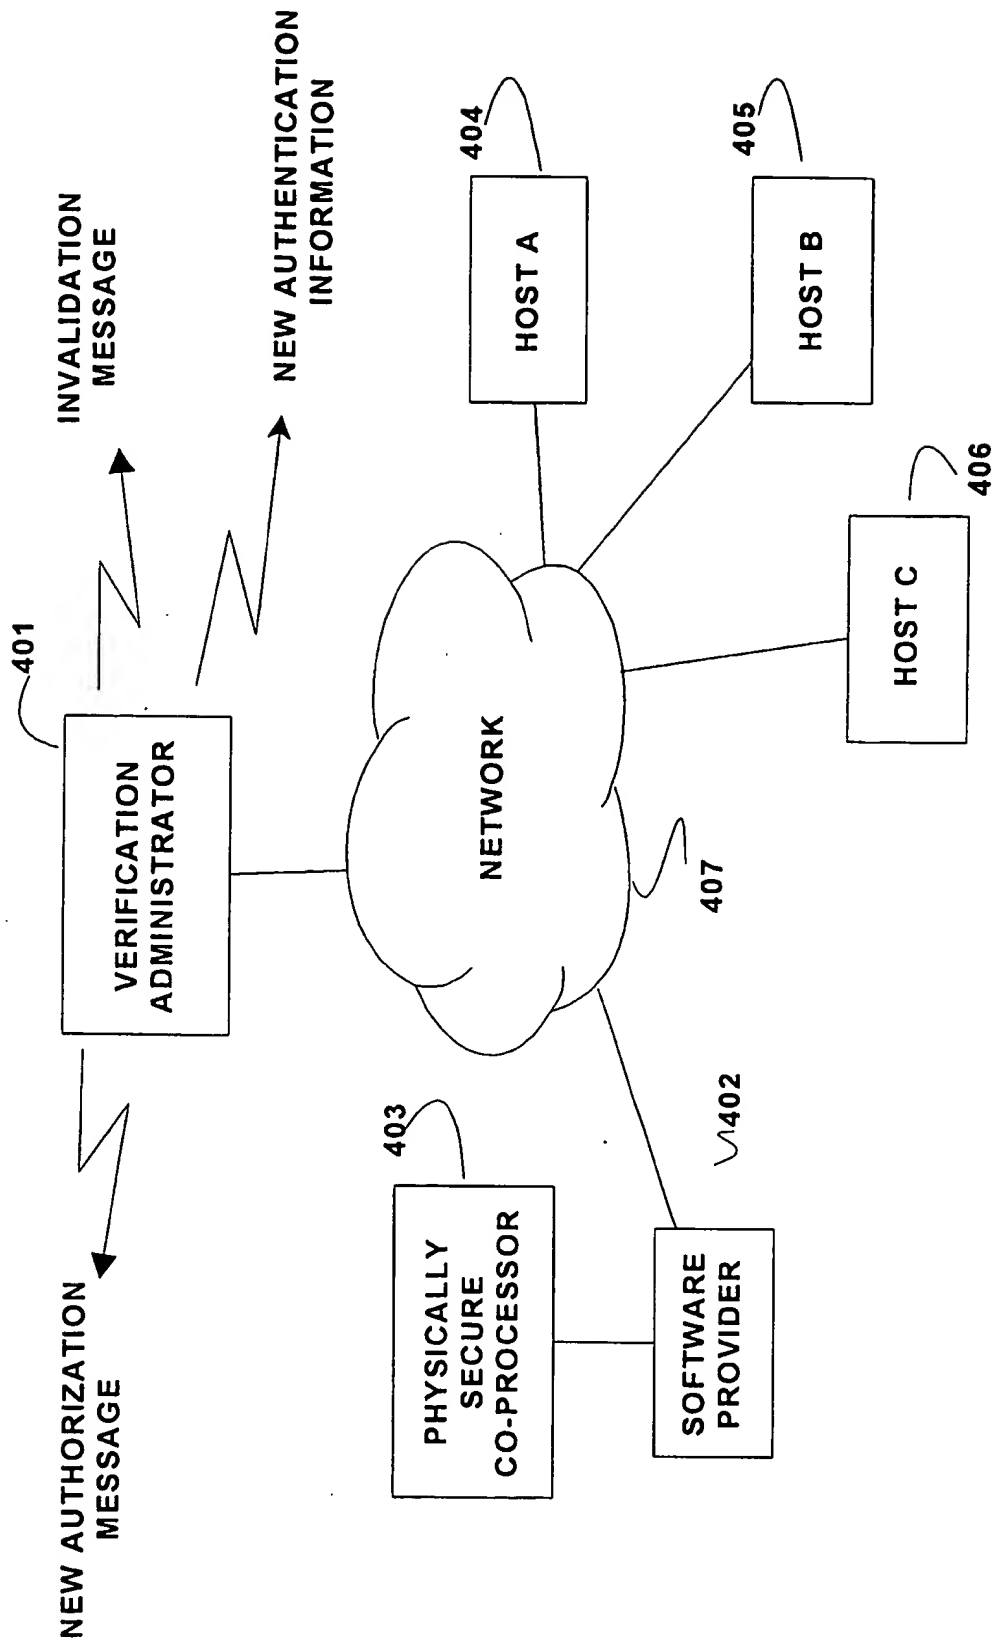 NEW AUTHORIZATION
MESSAGE
401
VERIFICATION
ADMINISTRATOR
INVALIDATION
MESSAGE
NEW AUTHENTICATION
INFORMATION
403
PHYSICALLY
SECURE
CO-PROCESSOR
NETWORK
404
HOST A
402
SOFTWARE
PROVIDER
407
405
HOST B
HOST C
406